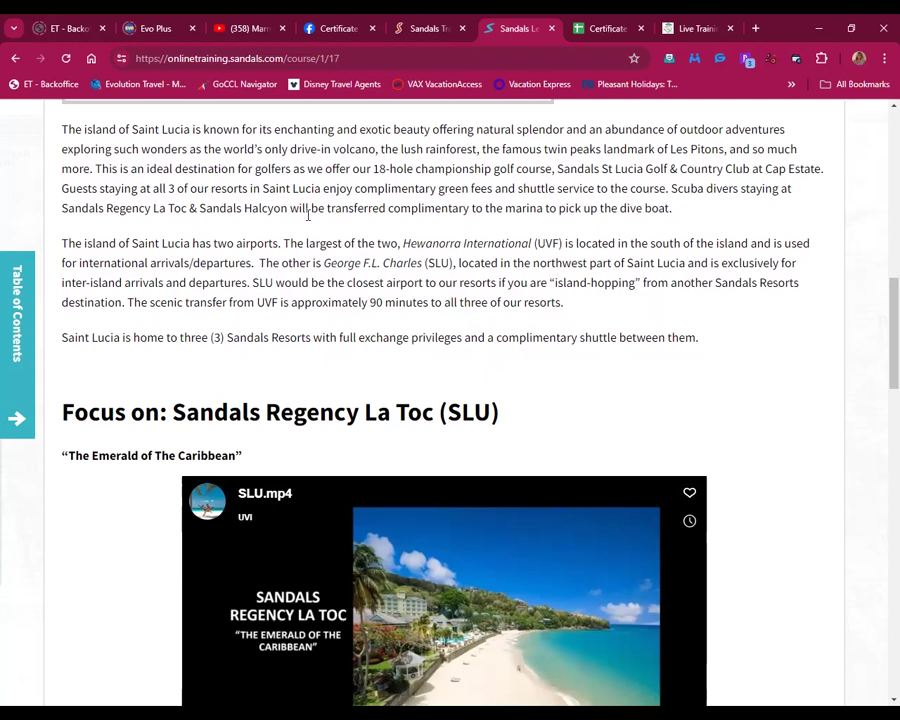 ET - Backo
Evo Plus
(358) Marr
Certificate
Sandals Tr
Sandals Le
Certificate
Live Traini
https://onlinetraining.sandals.com/course/1/17
3
ET - Backoffice
Evolution Travel - M...
GoCCL Navigator
Disney Travel Agents
VAX VacationAccess
Vacation Express
Pleasant Holidays: T...
All Bookmarks
The island of Saint Lucia is known for its enchanting and exotic beauty offering natural splendor and an abundance of outdoor adventures
exploring such wonders as the world's only drive-in volcano, the lush rainforest, the famous twin peaks landmark of Les Pitons, and so much
more. This is an ideal destination for golfers as we offer our 18-hole championship golf course, Sandals St Lucia Golf & Country Club at Cap Estate.
Guests staying at all 3 of our resorts in Saint Lucia enjoy complimentary green fees and shuttle service to the course. Scuba divers staying at
Sandals Regency La Toc & Sandals Halcyon will be transferred complimentary to the marina to pick up the dive boat.
The island of Saint Lucia has two airports. The largest of the two, Hewanorra International (UVF) is located in the south of the island and is used
for international arrivals/departures.  The other is George F.L. Charles (SLU), located in the northwest part of Saint Lucia and is exclusively for
inter-island arrivals and departures. SLU would be the closest airport to our resorts if you are “island-hopping” from another Sandals Resorts
destination. The scenic transfer from UVF is approximately 90 minutes to all three of our resorts.
Saint Lucia is home to three (3) Sandals Resorts with full exchange privileges and a complimentary shuttle between them.
Table of Contents
Focus on: Sandals Regency La Toc (SLU)
“The Emerald of The Caribbean”
SLU.mp4
UVI
SANDALS
REGENCY LA TOC
“THE EMERALD OF THE
CARIBBEAN”